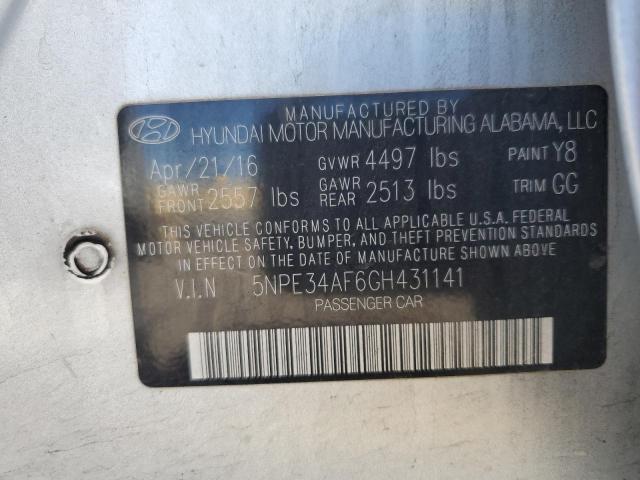 MANUFACTURED BY
HYUNDAI MOTOR MANUFACTURING ALABAMA, LLC
Apr/21/16 GVWR 4497 lbs PAINT Y8
GAWR FRONT 2557 lbs GAWR REAR 2513 lbs TRIM GG
THIS VEHICLE CONFORMS TO ALL APPLICABLE U.S.A. FEDERAL
MOTOR VEHICLE SAFETY, BUMPER, AND THEFT PREVENTION STANDARDS
IN EFFECT ON THE DATE OF MANUFACTURE SHOWN ABOVE
V.I.N 5NPE34AF6GH431141
PASSENGER CAR